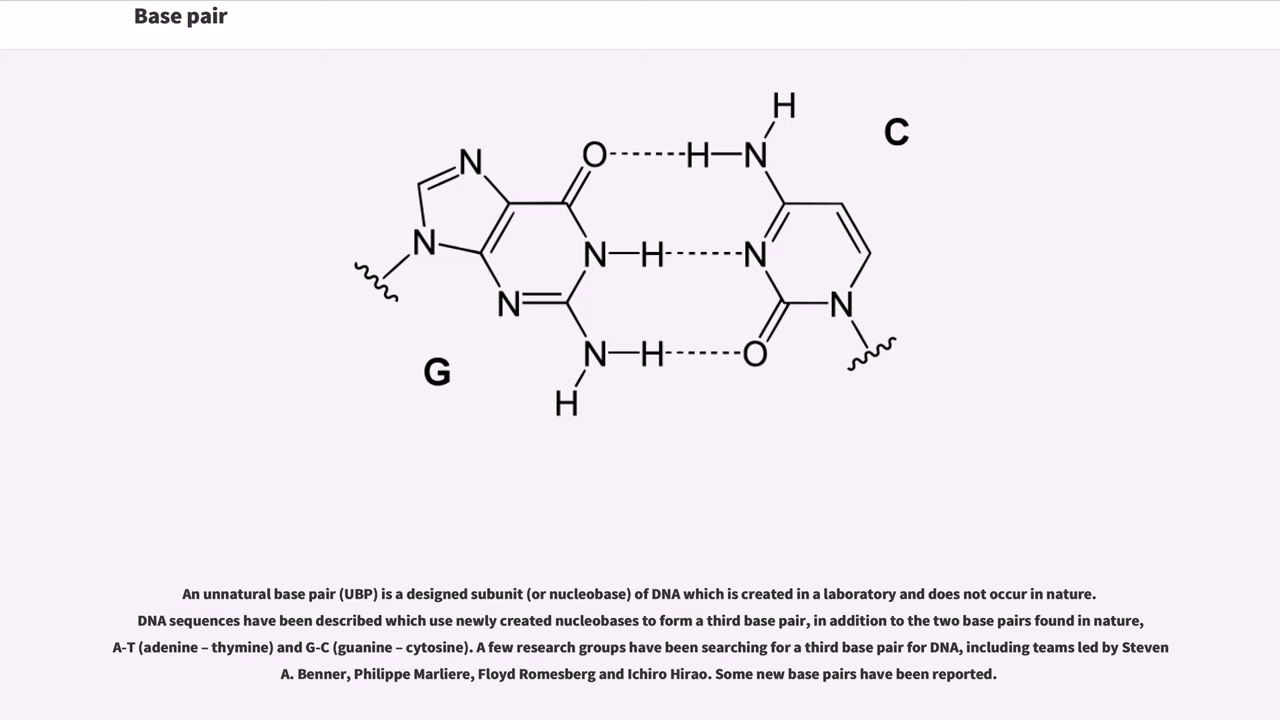 Base pair
H
C
N
O
H
N
N
N
H
N
N
N
N
H
O
G
H
An unnatural base pair (UBP) is a designed subunit (or nucleobase) of DNA which is created in a laboratory and does not occur in nature.
DNA sequences have been described which use newly created nucleobases to form a third base pair, in addition to the two base pairs found in nature,
A-T (adenine – thymine) and G-C (guanine – cytosine). A few research groups have been searching for a third base pair for DNA, including teams led by Steven
A. Benner, Philippe Marliere, Floyd Romesberg and Ichiro Hirao. Some new base pairs have been reported.